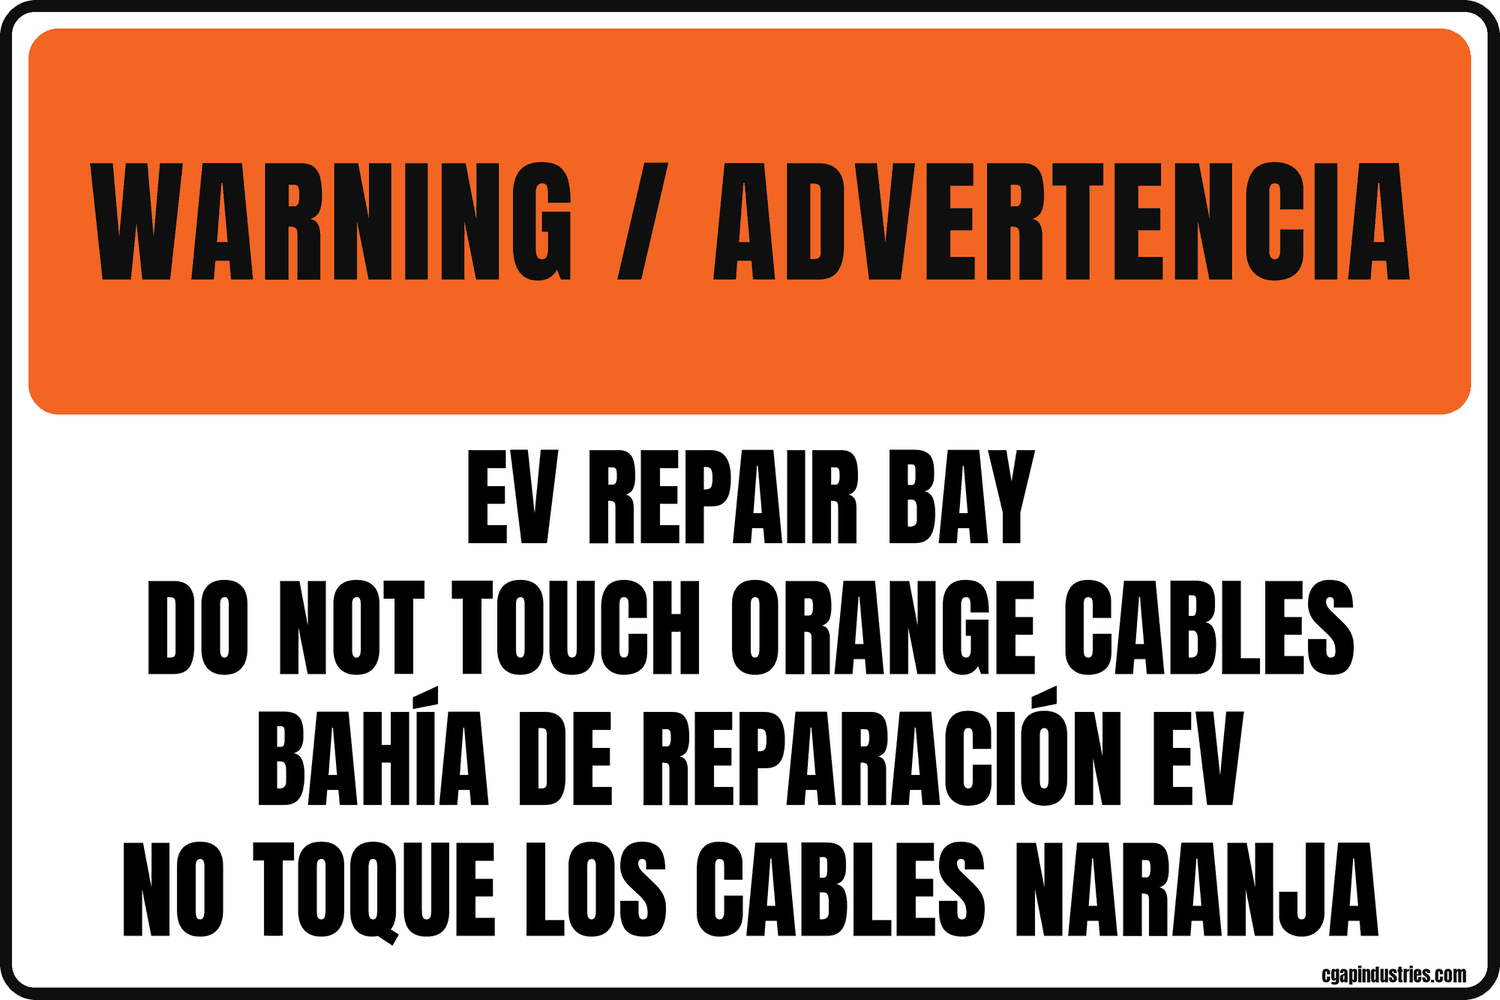 WARNING / ADVERTENCIA
EV REPAIR BAY
DO NOT TOUCH ORANGE CABLES
BAHÍA DE REPARACIÓN EV
NO TOQUE LOS CABLES NARANJA
cgapindustries.com